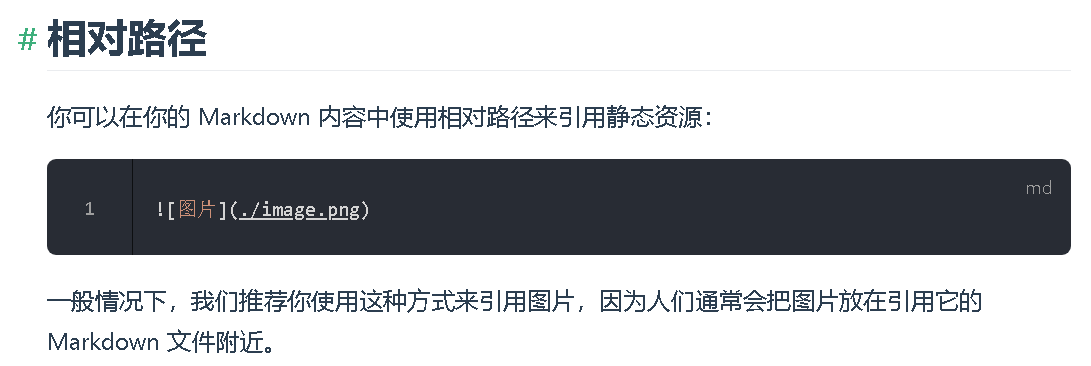 # 相对路径
你可以在你的 Markdown 内容中使用相对路径来引用静态资源：
md
1 ![图片](./image.png)
一般情况下，我们推荐你使用这种方式来引用图片，因为人们通常会把图片放在引用它的
Markdown 文件附近。